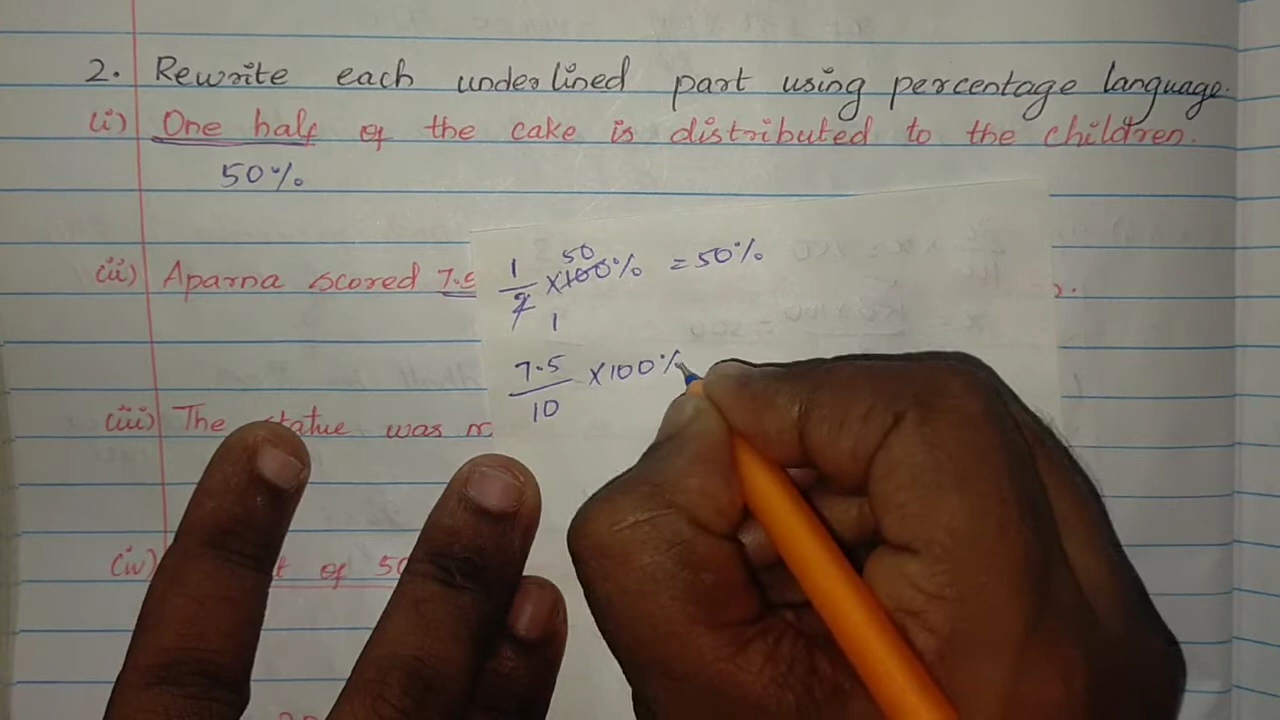 2. Rewrite each underlined part using percentage language.
(i) One half of the cake is distributed to the children.
50%
(ii) Aparna scored 7.5
1/2 ×100% = 50%
50
1
7.5/10 ×100%
(iii) The statue was
(iv) of 50